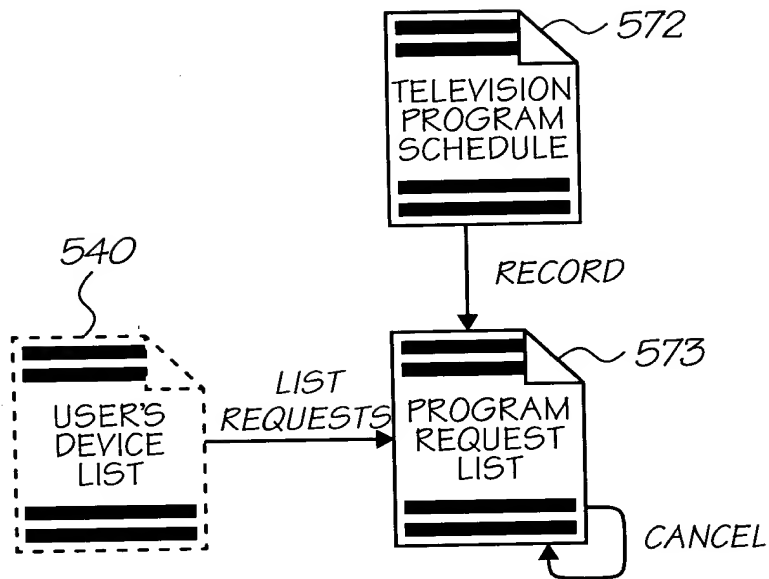 572
TELEVISION
PROGRAM
SCHEDULE
RECORD
540
USER'S
DEVICE
LIST
LIST
REQUESTS
573
PROGRAM
REQUEST
LIST
CANCEL